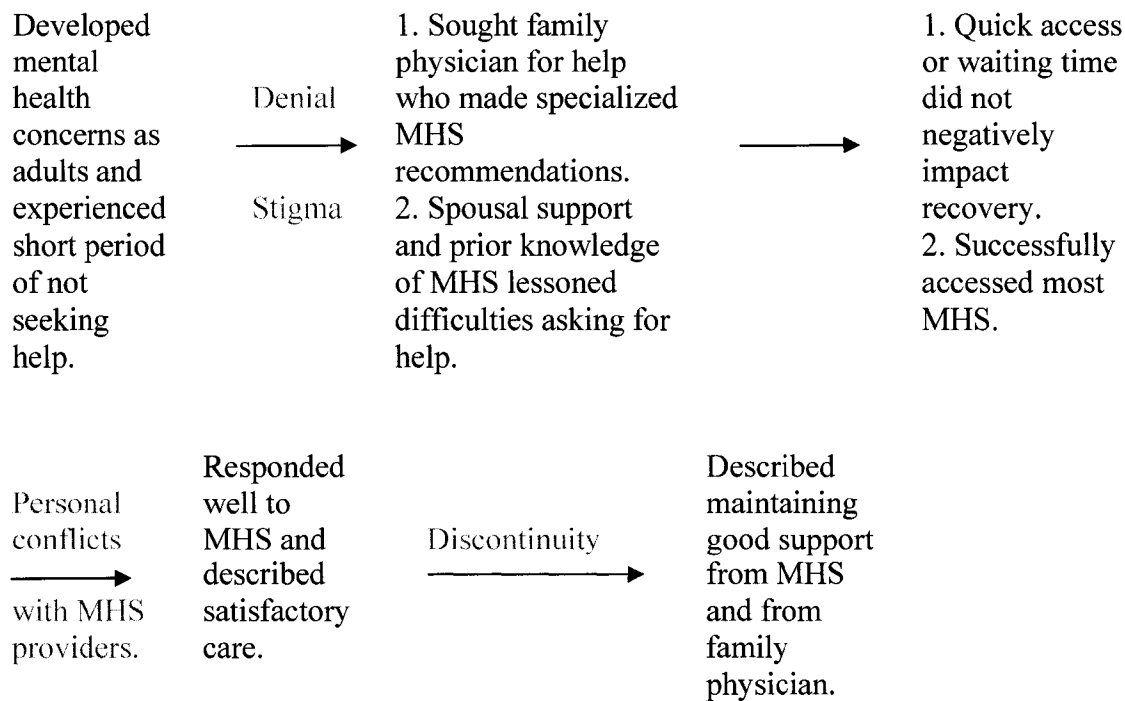 Developed
mental
health
concerns as
adults and
experienced
short period
of not
seeking
help.
Denial
Stigma
1. Sought family
physician for help
who made specialized
MHS
recommendations.
2. Spousal support
and prior knowledge
of MHS lessoned
difficulties asking for
help.
1. Quick access
or waiting time
did not
negatively
impact
recovery.
2. Successfully
accessed most
MHS.
Personal
conflicts
with MHS
providers.
Responded
well to
MHS and
described
satisfactory
care.
Discontinuity
Described
maintaining
good support
from MHS
and from
family
physician.